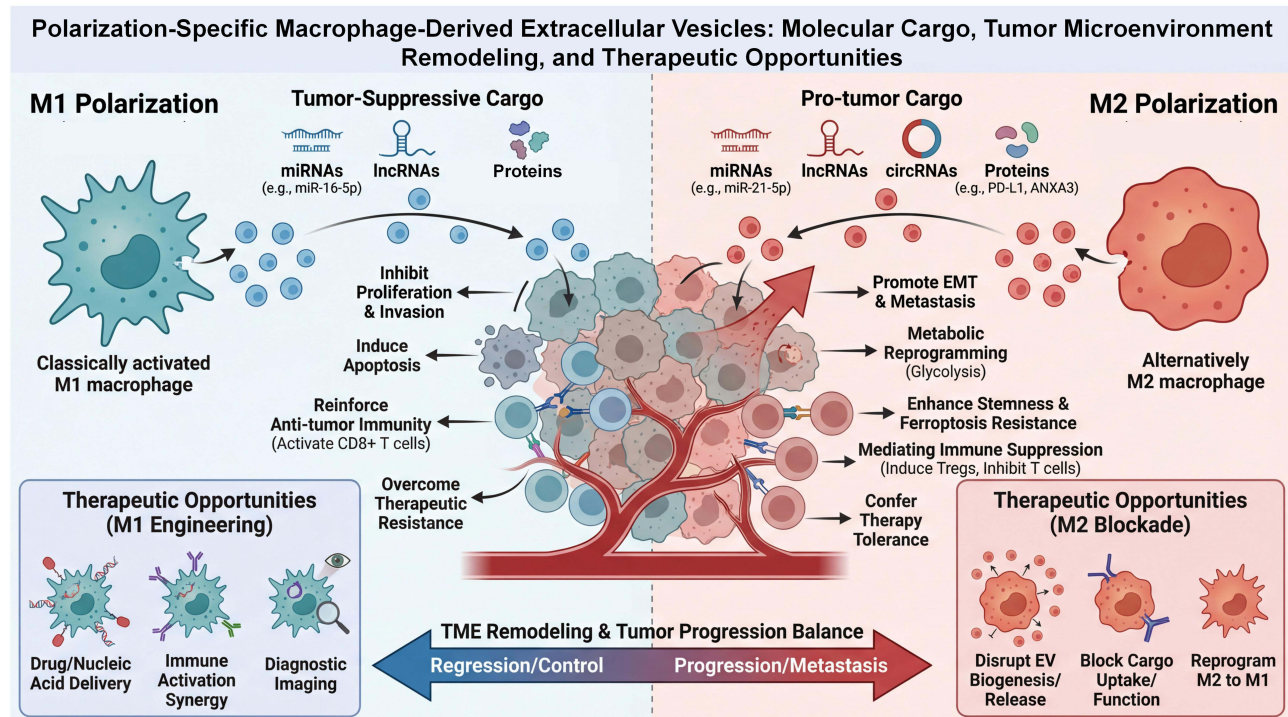 Polarization-Specific Macrophage-Derived Extracellular Vesicles: Molecular Cargo, Tumor Microenvironment
Remodeling, and Therapeutic Opportunities
M1 Polarization
Tumor-Suppressive Cargo
miRNAs
(e.g., miR-16-5p)
lncRNAs
Proteins
Pro-tumor Cargo
miRNAs
(e.g., miR-21-5p)
lncRNAs
circRNAs
Proteins
(e.g., PD-L1, ANXA3)
M2 Polarization
Classically activated
M1 macrophage
Inhibit
Proliferation
& Invasion
Induce
Apoptosis
Reinforce
Anti-tumor Immunity
(Activate CD8+ T cells)
Overcome
Therapeutic
Resistance
Promote EMT
& Metastasis
Metabolic
Reprogramming
(Glycolysis)
Enhance Stemness &
Ferroptosis Resistance
Mediating Immune Suppression
(Induce Tregs, Inhibit T cells)
Confer
Therapy
Tolerance
Alternatively
M2 macrophage
Therapeutic Opportunities
(M1 Engineering)
Drug/Nucleic
Acid Delivery
Immune
Activation
Synergy
Diagnostic
Imaging
TME Remodeling & Tumor Progression Balance
Regression/Control
Progression/Metastasis
Therapeutic Opportunities
(M2 Blockade)
Disrupt EV
Biogenesis/
Release
Block Cargo
Uptake/
Function
Reprogram
M2 to M1